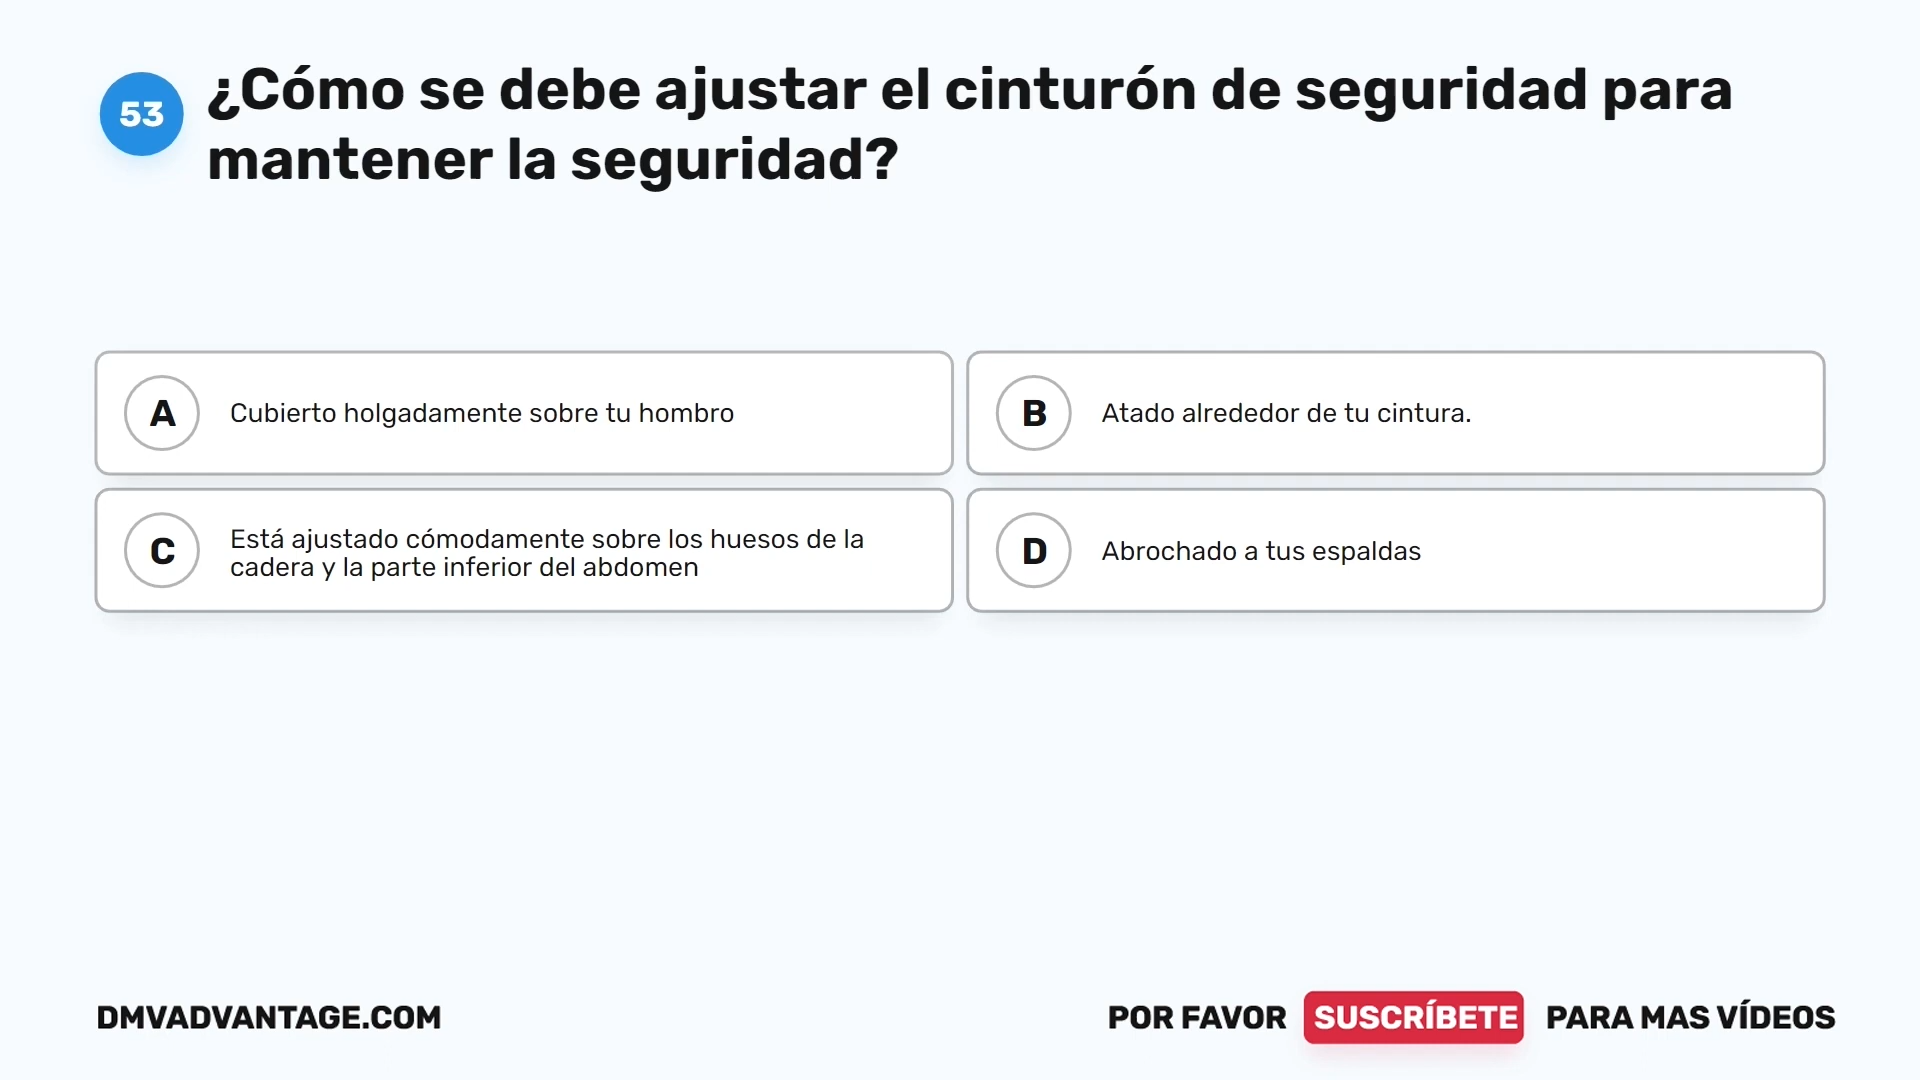 53
¿Cómo se debe ajustar el cinturón de seguridad para
mantener la seguridad?
A
Cubierto holgadamente sobre tu hombro
B
Atado alrededor de tu cintura.
C
Está ajustado cómodamente sobre los huesos de la
cadera y la parte inferior del abdomen
D
Abrochado a tus espaldas
DMVADVANTAGE.COM
POR FAVOR SUSCRÍBETE PARA MAS VÍDEOS